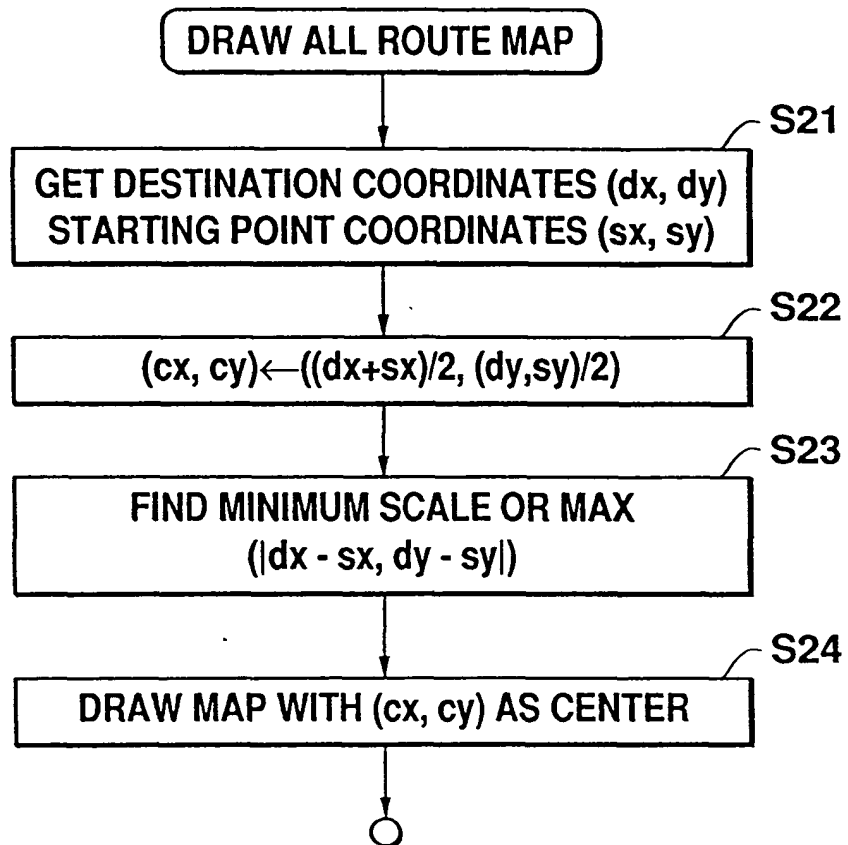 DRAW ALL ROUTE MAP
S21
GET DESTINATION COORDINATES (dx, dy)
STARTING POINT COORDINATES (sx, sy)
S22
(cx, cy)←((dx+sx)/2, (dy,sy)/2)
S23
FIND MINIMUM SCALE OR MAX
(|dx - sx, dy - sy|)
S24
DRAW MAP WITH (cx, cy) AS CENTER